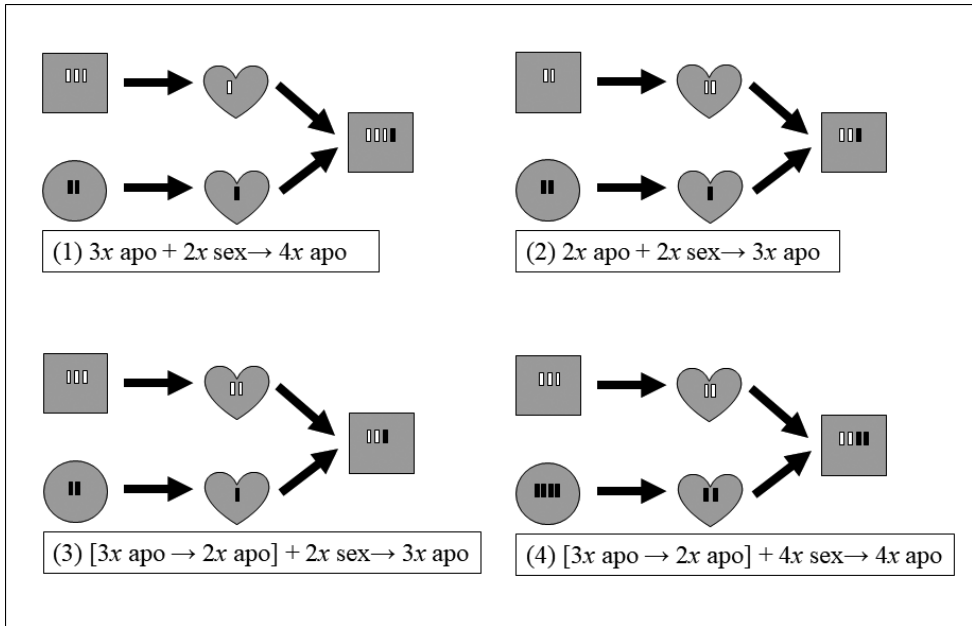 (1) 3x apo + 2x sex→ 4x apo
(2) 2x apo + 2x sex→ 3x apo
(3) [3x apo → 2x apo] + 2x sex→ 3x apo
(4) [3x apo → 2x apo] + 4x sex→ 4x apo